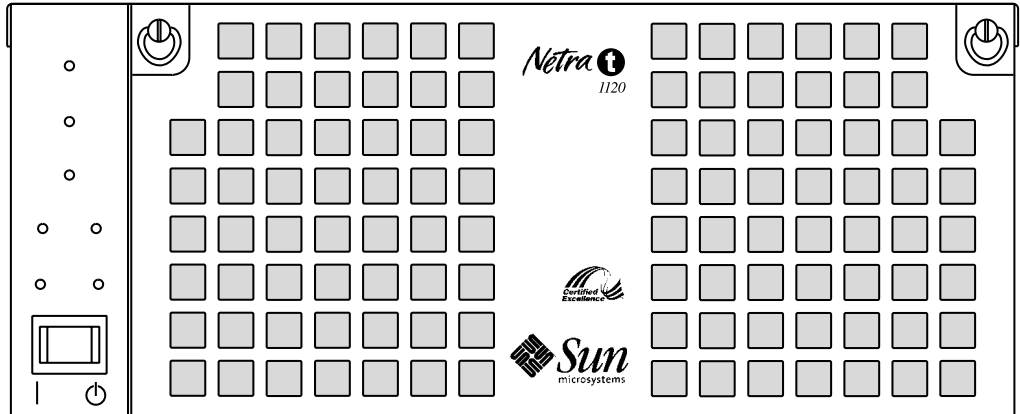 Netra t
1120
Certified
Excellence
Sun
microsystems